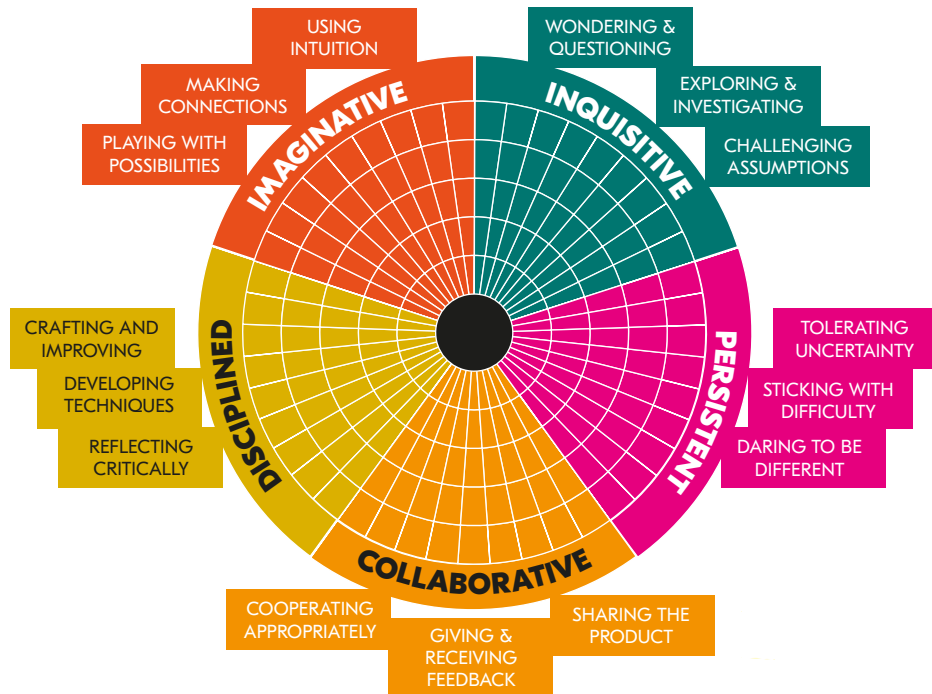 USING
INTUITION
MAKING
CONNECTIONS
PLAYING WITH
POSSIBILITIES
IMAGINATIVE
WONDERING &
QUESTIONING
EXPLORING &
INVESTIGATING
CHALLENGING
ASSUMPTIONS
INQUISITIVE
TOLERATING
UNCERTAINTY
STICKING WITH
DIFFICULTY
DARING TO BE
DIFFERENT
PERSISTENT
SHARING THE
PRODUCT
GIVING &
RECEIVING
FEEDBACK
COOPERATING
APPROPRIATELY
COLLABORATIVE
CRAFTING AND
IMPROVING
DEVELOPING
TECHNIQUES
REFLECTING
CRITICALLY
DISCIPLINED